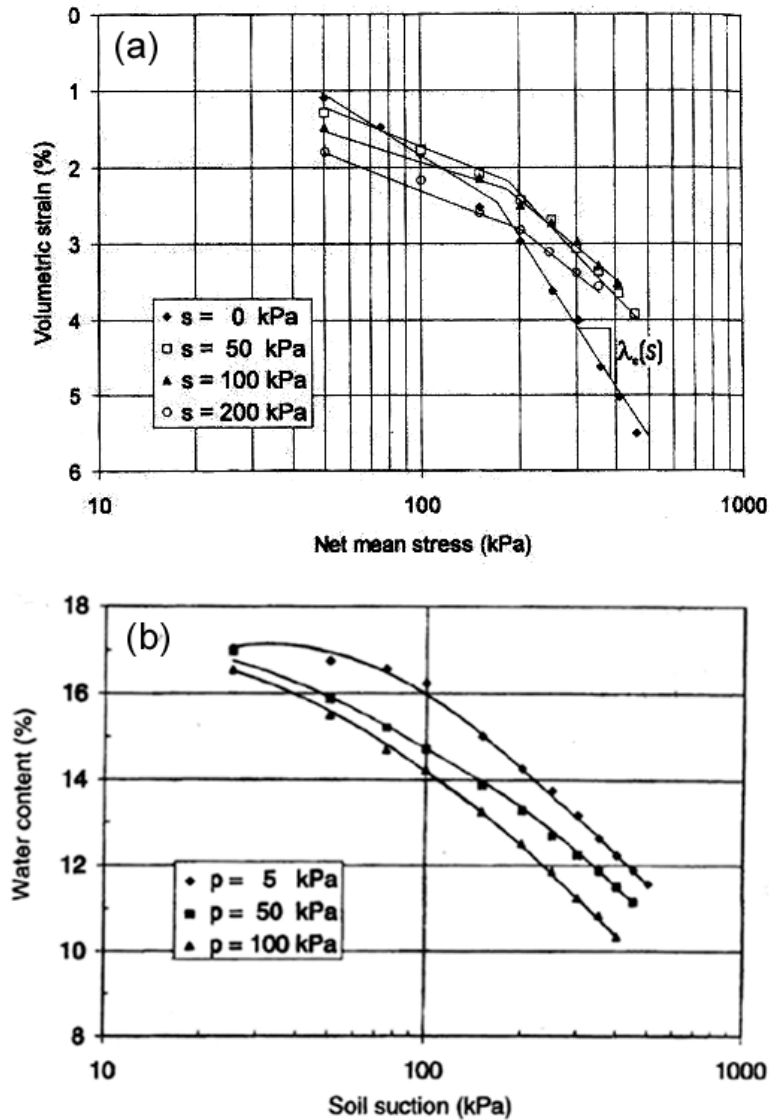 (a)
0
1
2
3
4
5
6
Volumetric strain (%)
s = 0 kPa
s = 50 kPa
s = 100 kPa
s = 200 kPa
λₑ(s)
10 100 1000
Net mean stress (kPa)
(b)
18
16
14
12
10
8
Water content (%)
p = 5 kPa
p = 50 kPa
p = 100 kPa
10 100 1000
Soil suction (kPa)